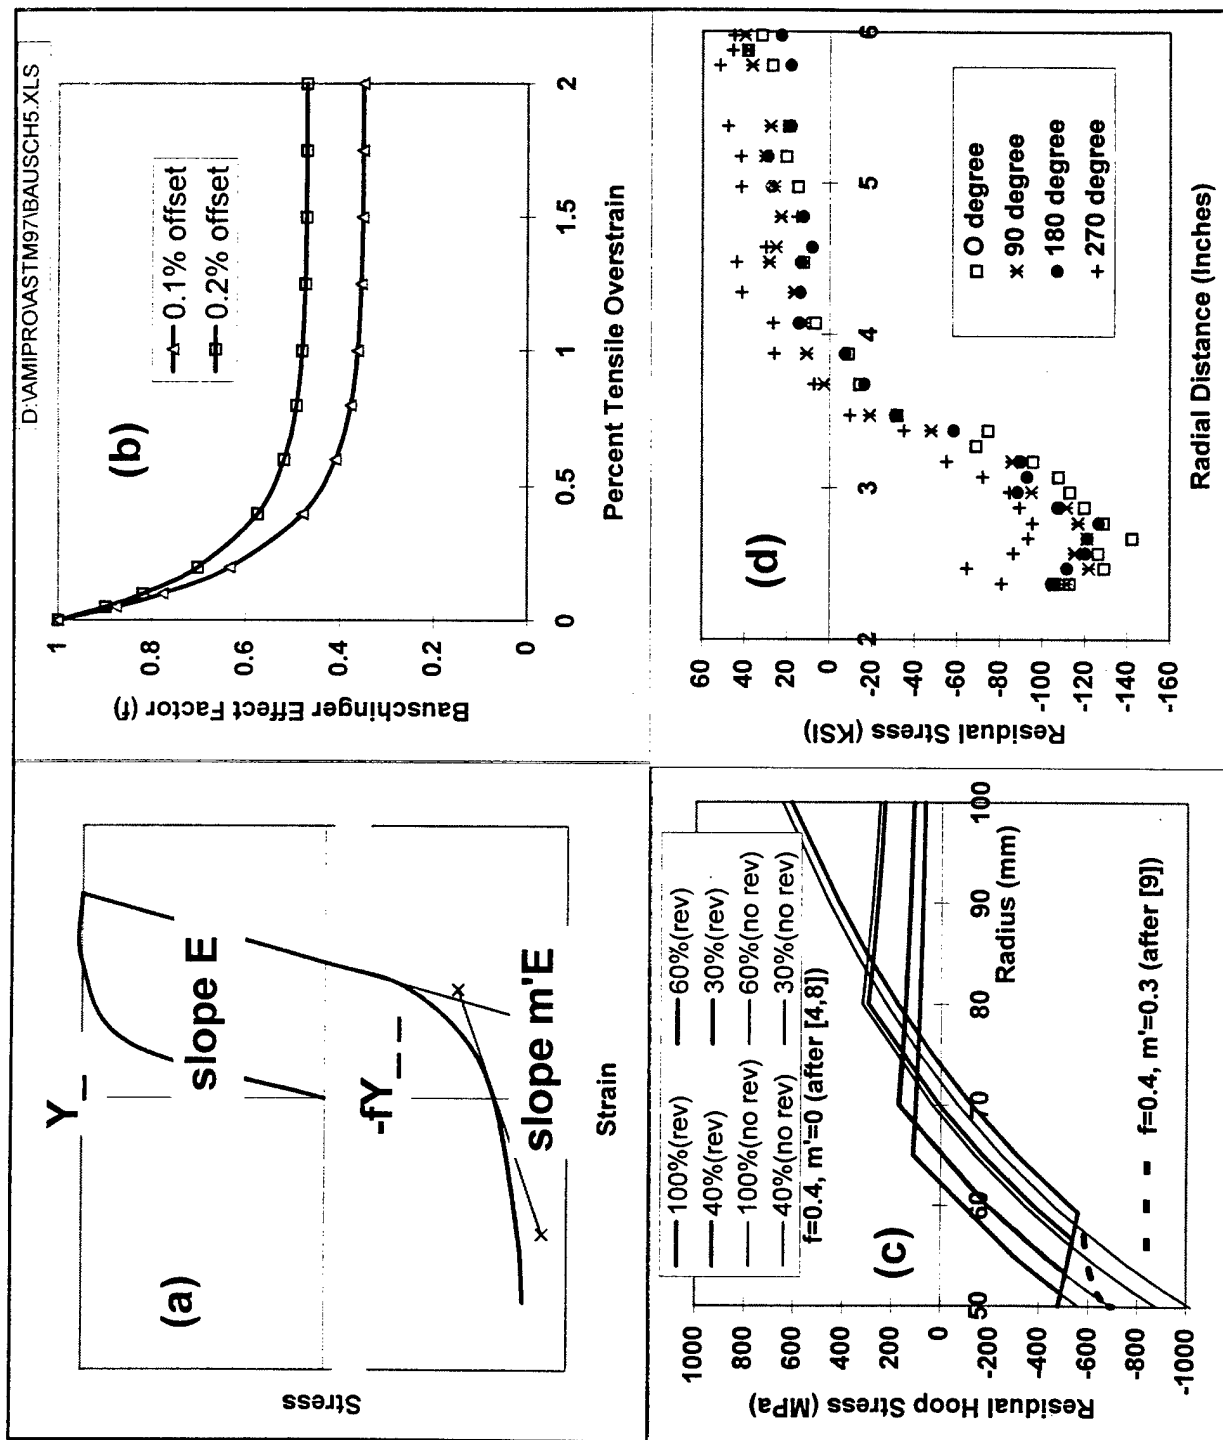 D:\AMIPRO\ASTM97\BAUSCH5.XLS
(a)
Stress
Y
slope E
-fY
slope m'E
Strain
(b)
0.1% offset
0.2% offset
Bauschinger Effect Factor (f)
1
0.8
0.6
0.4
0.2
0
0
0.5
1
1.5
2
Percent Tensile Overstrain
(c)
100%(rev)
60%(rev)
40%(rev)
30%(rev)
100%(no rev)
60%(no rev)
40%(no rev)
30%(no rev)
f=0.4, m'=0 (after [4,8])
f=0.4, m'=0.3 (after [9])
Residual Hoop Stress (MPa)
1000
800
600
400
200
0
-200
-400
-600
-800
-1000
50
60
70
80
90
100
Radius (mm)
(d)
Residual Stress (KSI)
60
40
20
0
-20
-40
-60
-80
-100
-120
-140
-160
2
3
4
5
6
O degree
90 degree
180 degree
270 degree
Radial Distance (Inches)